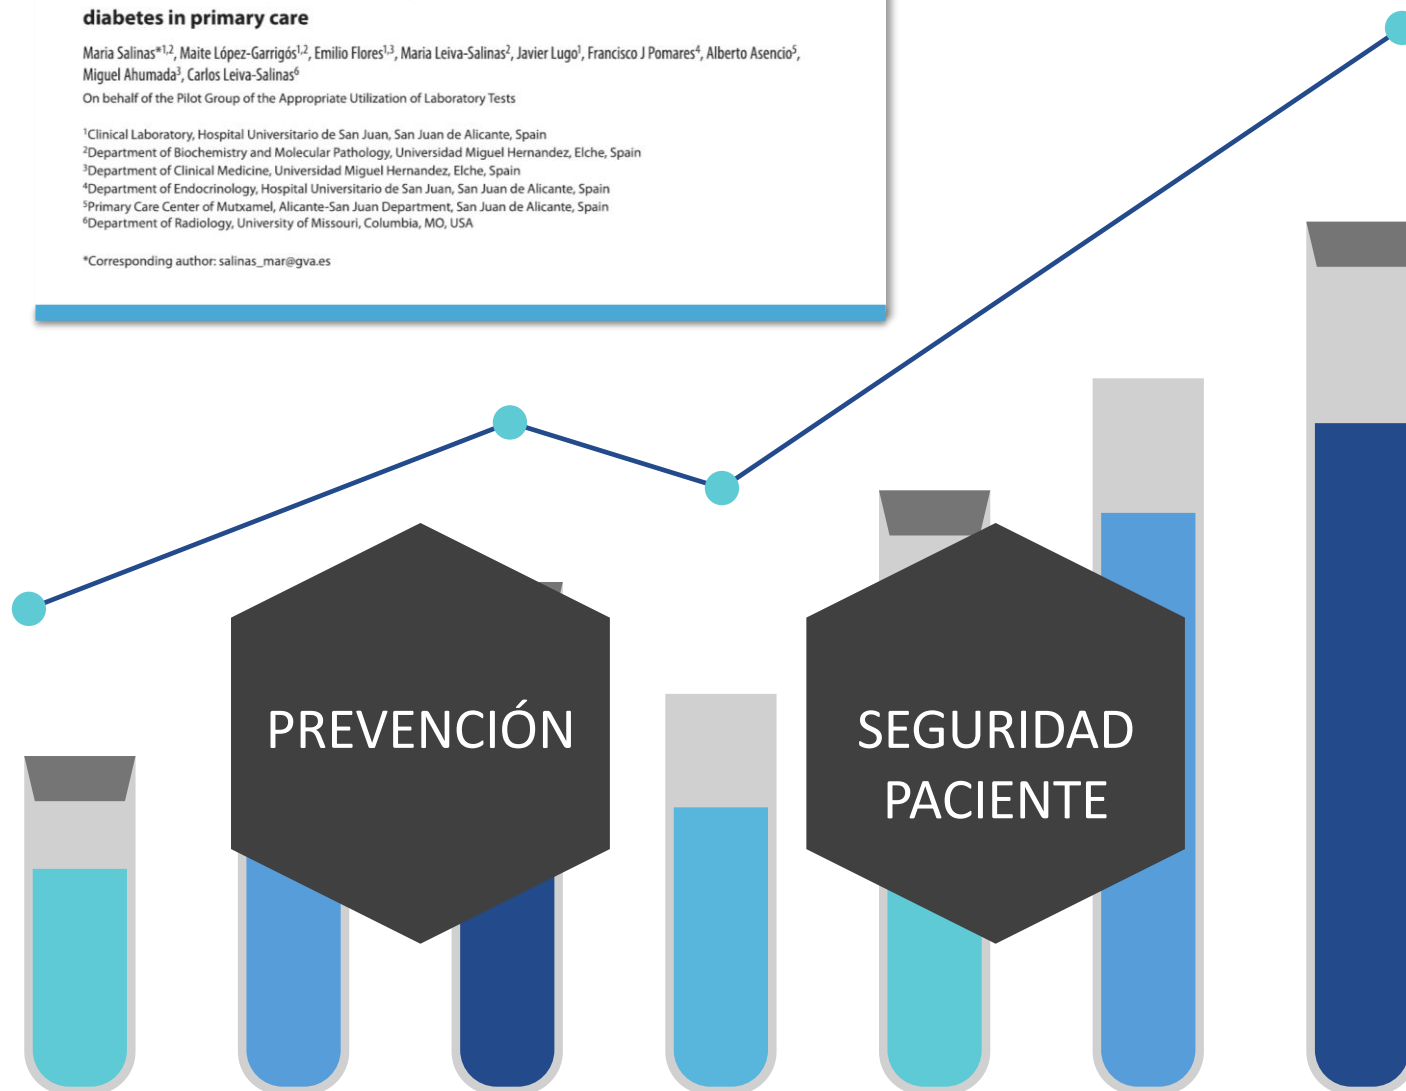 diabetes in primary care
Maria Salinas*1,2, Maite López-Garrigós1,2, Emilio Flores1,3, Maria Leiva-Salinas2, Javier Lugo1, Francisco J Pomares4, Alberto Asencio5,
Miguel Ahumada3, Carlos Leiva-Salinas6
On behalf of the Pilot Group of the Appropriate Utilization of Laboratory Tests
1Clinical Laboratory, Hospital Universitario de San Juan, San Juan de Alicante, Spain
2Department of Biochemistry and Molecular Pathology, Universidad Miguel Hernandez, Elche, Spain
3Department of Clinical Medicine, Universidad Miguel Hernandez, Elche, Spain
4Department of Endocrinology, Hospital Universitario de San Juan, San Juan de Alicante, Spain
5Primary Care Center of Mutxamel, Alicante-San Juan Department, San Juan de Alicante, Spain
6Department of Radiology, University of Missouri, Columbia, MO, USA
*Corresponding author: salinas_mar@gva.es
PREVENCIÓN
SEGURIDAD
PACIENTE